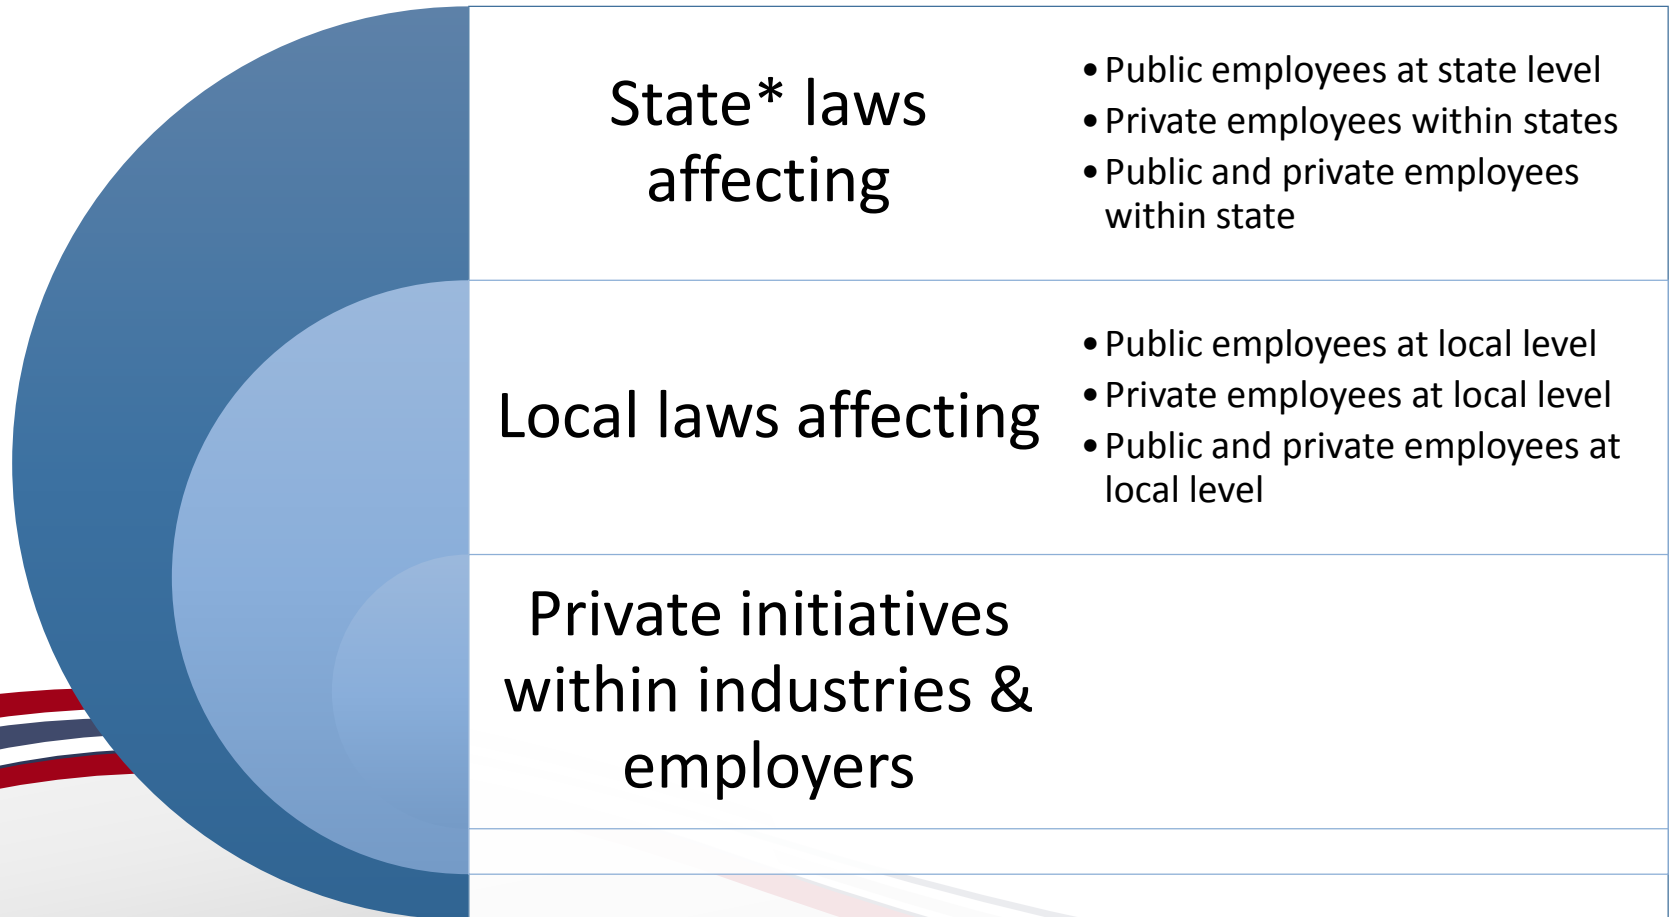 State* laws
affecting
• Public employees at state level
• Private employees within states
• Public and private employees
within state
Local laws affecting
• Public employees at local level
• Private employees at local level
• Public and private employees at
local level
Private initiatives
within industries &
employers